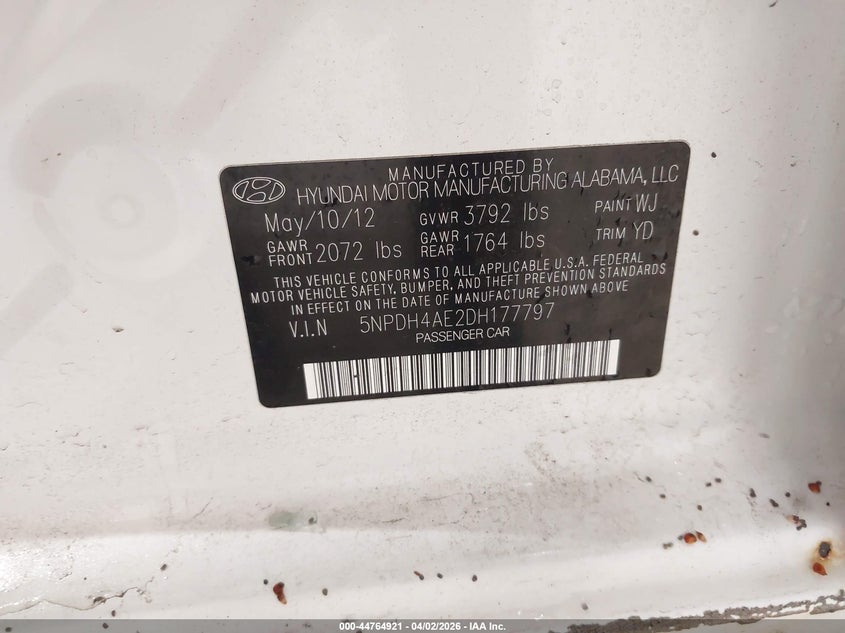 MANUFACTURED BY
HYUNDAI MOTOR MANUFACTURING ALABAMA, LLC
May/10/12 GVWR 3792 lbs PAINT WJ
GAWR FRONT 2072 lbs GAWR REAR 1764 lbs TRIM YD
THIS VEHICLE CONFORMS TO ALL APPLICABLE U.S.A. FEDERAL
MOTOR VEHICLE SAFETY, BUMPER, AND THEFT PREVENTION STANDARDS
IN EFFECT ON THE DATE OF MANUFACTURE SHOWN ABOVE
V.I.N 5NPDH4AE2DH177797
PASSENGER CAR
000-44764921 - 04/02/2026 - IAA Inc.